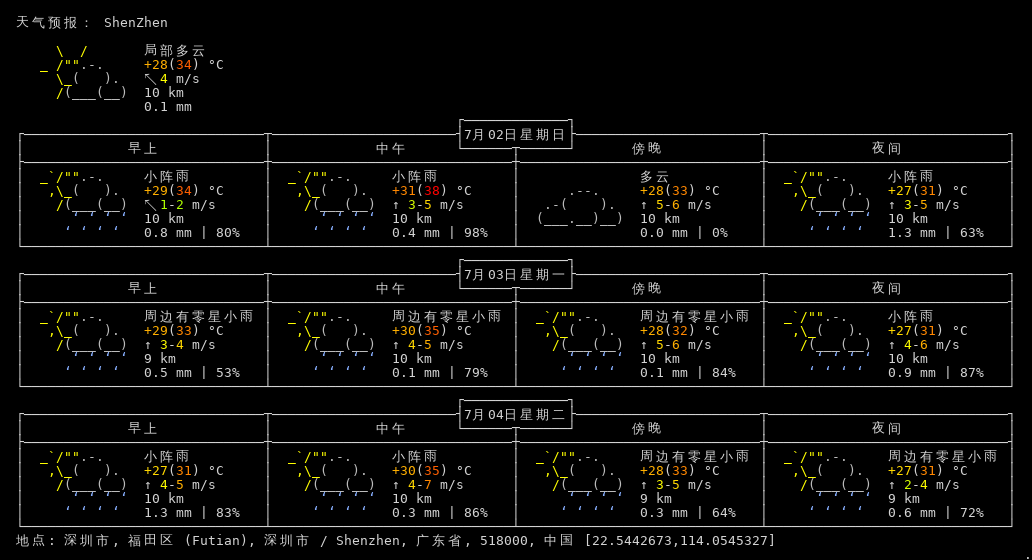 天气预报： ShenZhen
局部多云
+28(34) °C
↖ 4 m/s
10 km
0.1 mm
7月02日星期日
早上 中午 傍晚 夜间
小阵雨 小阵雨 多云 小阵雨
+29(34) °C +31(38) °C +28(33) °C +27(31) °C
↖ 1-2 m/s ↑ 3-5 m/s ↑ 5-6 m/s ↑ 3-5 m/s
10 km 10 km 10 km 10 km
0.8 mm | 80% 0.4 mm | 98% 0.0 mm | 0% 1.3 mm | 63%
7月03日星期一
早上 中午 傍晚 夜间
周边有零星小雨 周边有零星小雨 周边有零星小雨 小阵雨
+29(33) °C +30(35) °C +28(32) °C +27(31) °C
↑ 3-4 m/s ↑ 4-5 m/s ↑ 5-6 m/s ↑ 4-6 m/s
9 km 10 km 10 km 10 km
0.5 mm | 53% 0.1 mm | 79% 0.1 mm | 84% 0.9 mm | 87%
7月04日星期二
早上 中午 傍晚 夜间
小阵雨 小阵雨 周边有零星小雨 周边有零星小雨
+27(31) °C +30(35) °C +28(33) °C +27(31) °C
↑ 4-5 m/s ↑ 4-7 m/s ↑ 3-5 m/s ↑ 2-4 m/s
10 km 10 km 9 km 9 km
1.3 mm | 83% 0.3 mm | 86% 0.3 mm | 64% 0.6 mm | 72%
地点: 深圳市, 福田区 (Futian), 深圳市 / Shenzhen, 广东省, 518000, 中国 [22.5442673,114.0545327]